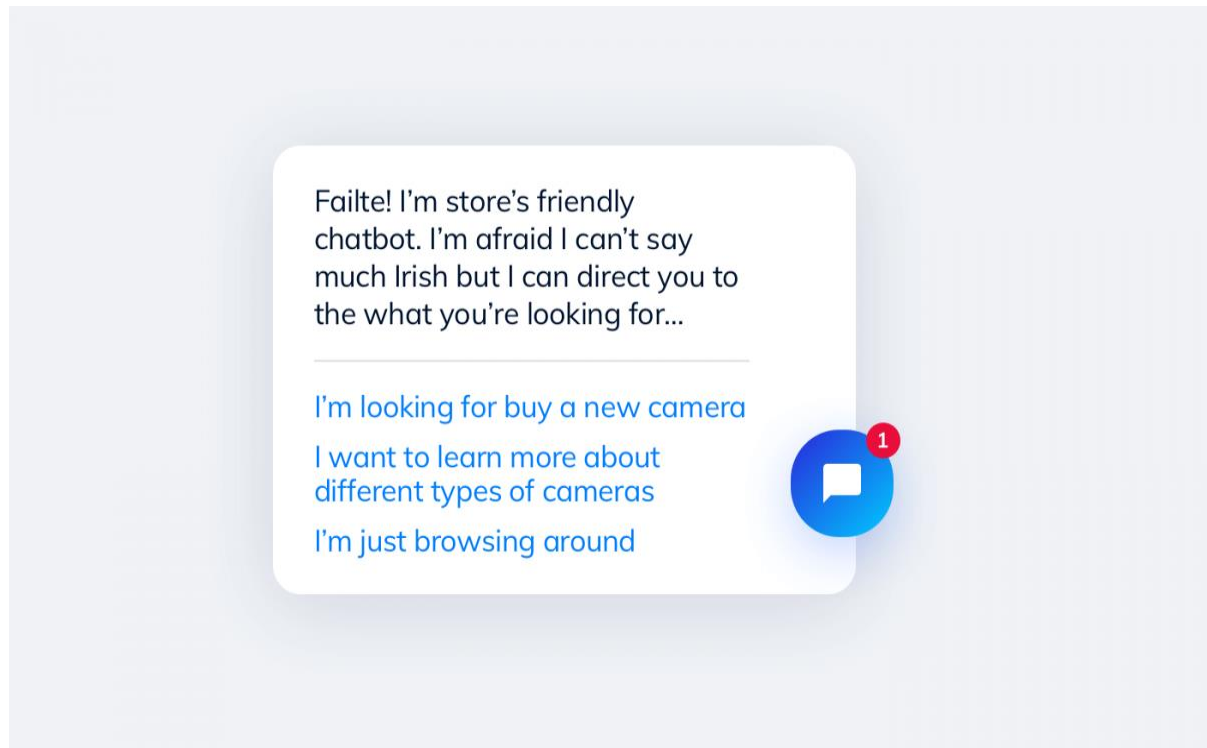 Failte! I’m store’s friendly
chatbot. I’m afraid I can’t say
much Irish but I can direct you to
the what you’re looking for...
I’m looking for buy a new camera
I want to learn more about
different types of cameras
I’m just browsing around
1